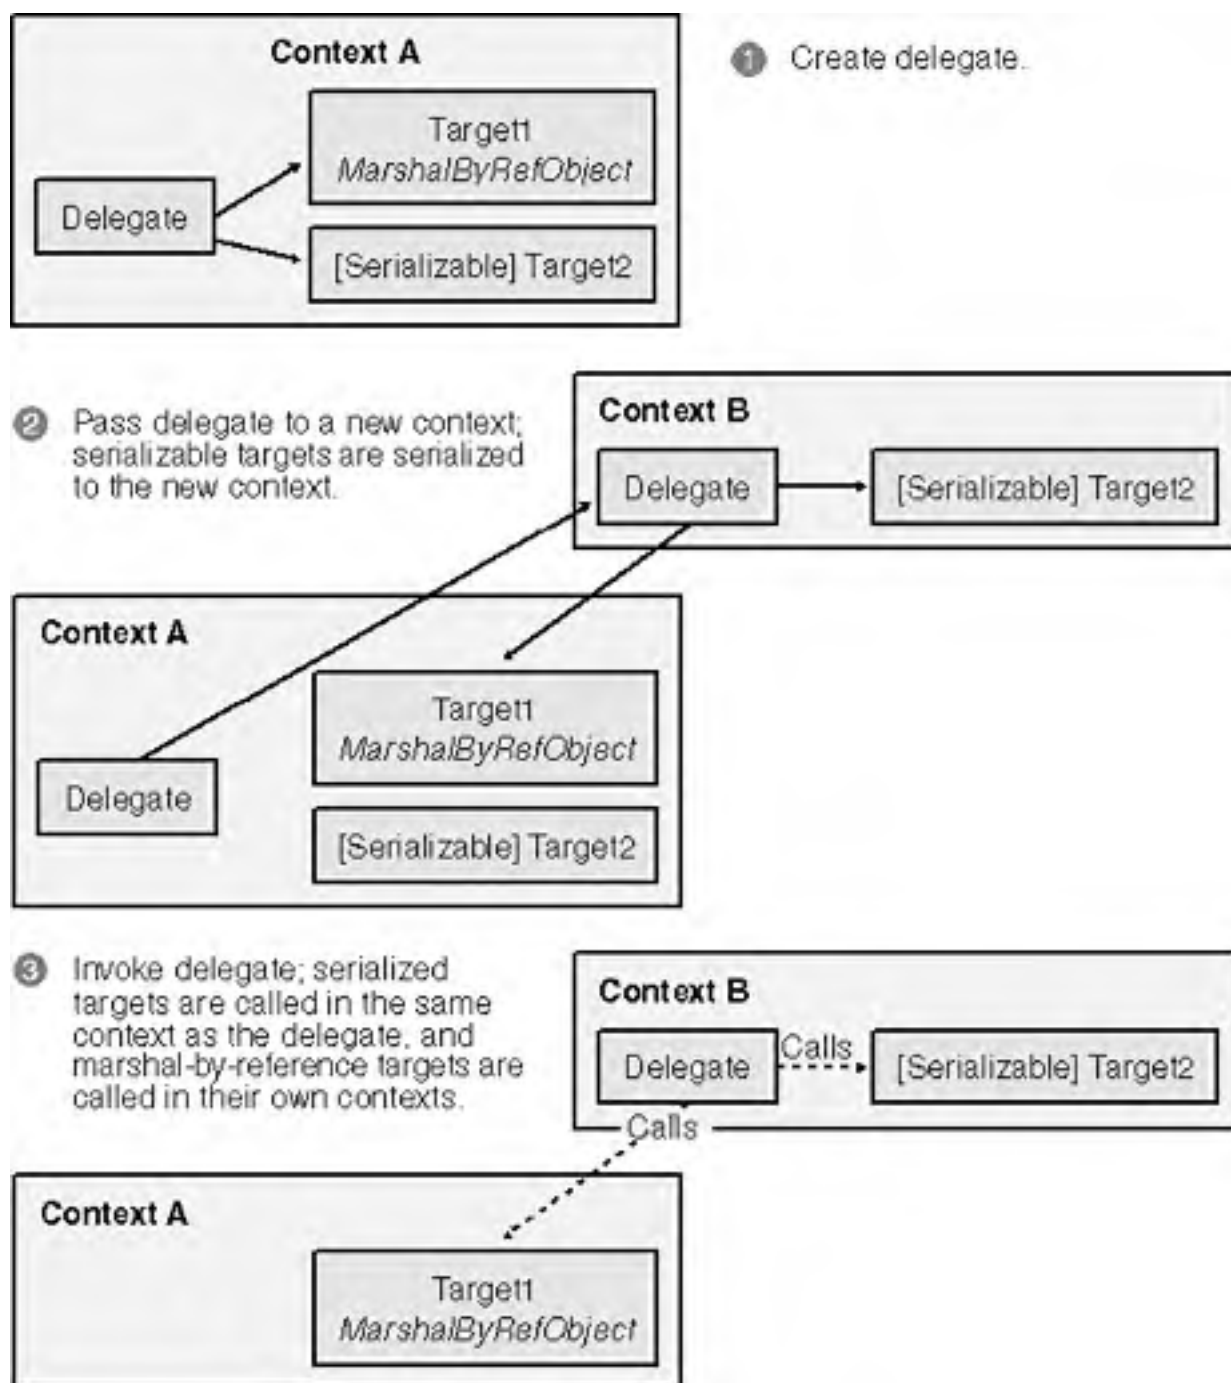 Context A
1 Create delegate.
Target1
MarshalByRefObject
Delegate
[Serializable] Target2
2 Pass delegate to a new context;
serializable targets are serialized
to the new context.
Context B
Delegate
[Serializable] Target2
Context A
Target1
MarshalByRefObject
Delegate
[Serializable] Target2
3 Invoke delegate; serialized
targets are called in the same
context as the delegate, and
marshal-by-reference targets are
called in their own contexts.
Context B
Delegate
Calls
[Serializable] Target2
Calls
Context A
Target1
MarshalByRefObject